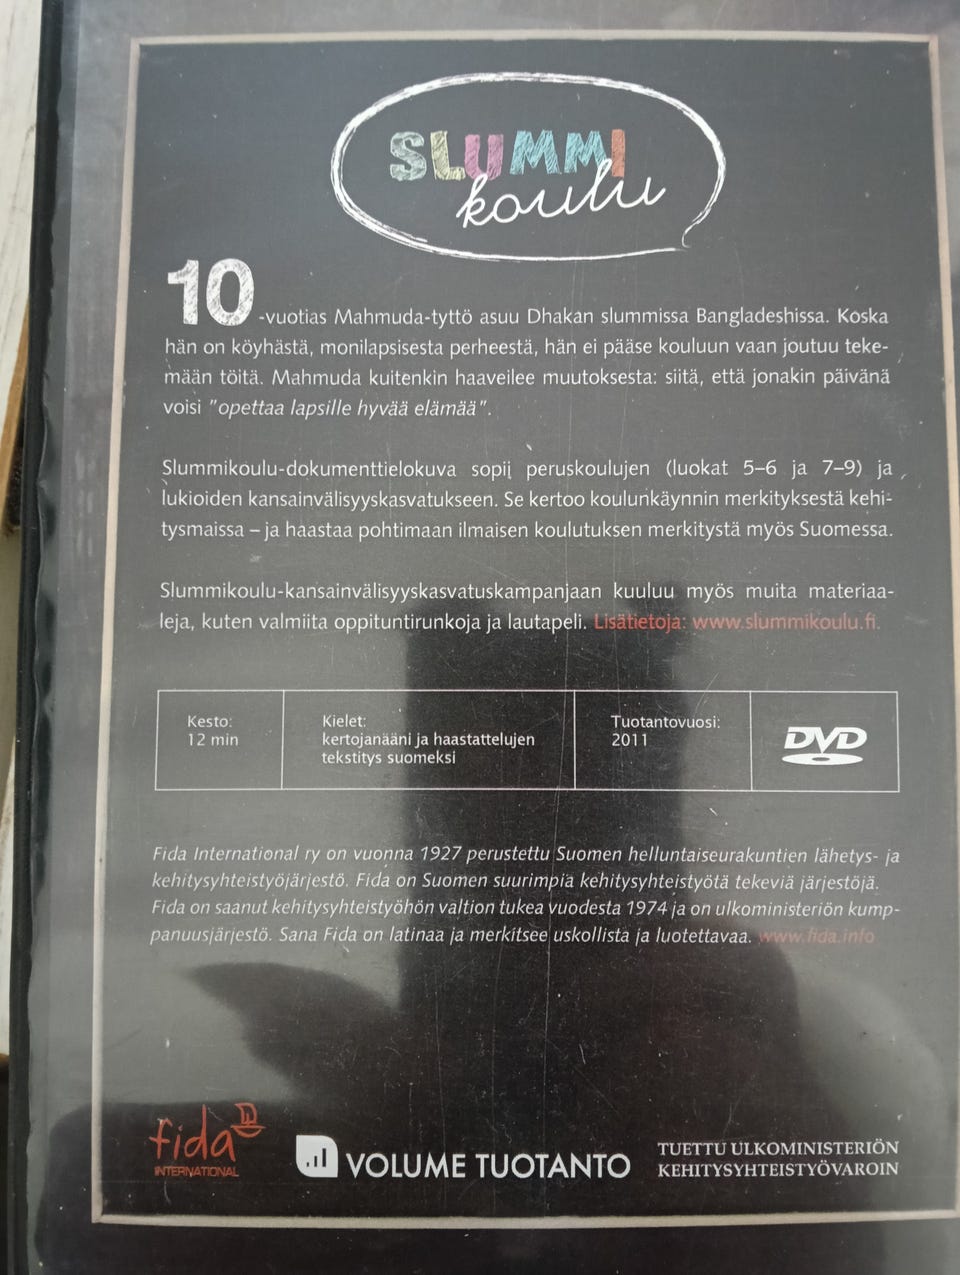 SLUMMI
koulu
10-vuotias Mahmuda-tyttö asuu Dhakan slummissa Bangladeshissa. Koska
hän on köyhästä, monilapsisesta perheestä, hän ei pääse kouluun vaan joutuu teke-
mään töitä. Mahmuda kuitenkin haaveilee muutoksesta: siitä, että jonakin päivänä
voisi "opettaa lapsille hyvää elämää".
Slummikoulu-dokumenttielokuva sopii peruskoulujen (luokat 5–6 ja 7–9) ja
lukioiden kansainvälisyyskasvatukseen. Se kertoo koulunkäynnin merkityksestä kehi-
tysmaissa – ja haastaa pohtimaan ilmaisen koulutuksen merkitystä myös Suomessa.
Slummikoulu-kansainvälisyyskasvatuskampanjaan kuuluu myös muita materiaa-
leja, kuten valmiita oppituntirunkoja ja lautapeli. Lisätietoja: www.slummikoulu.fi.
Kesto:
12 min
Kielet:
kertojanääni ja haastattelujen
tekstitys suomeksi
Tuotantovuosi:
2011
DVD
Fida International ry on vuonna 1927 perustettu Suomen helluntaiseurakuntien lähetys- ja
kehitysyhteistyöjärjestö. Fida on Suomen suurimpia kehitysyhteistyötä tekeviä järjestöjä.
Fida on saanut kehitysyhteistyöhön valtion tukea vuodesta 1974 ja on ulkoministeriön kump-
panuusjärjestö. Sana Fida on latinaa ja merkitsee uskollista ja luotettavaa. www.fida.info
fida
INTERNATIONAL
VOLUME TUOTANTO
TUETTU ULKOMINISTERIÖN
KEHITYSYHTEISTYÖVAROIN